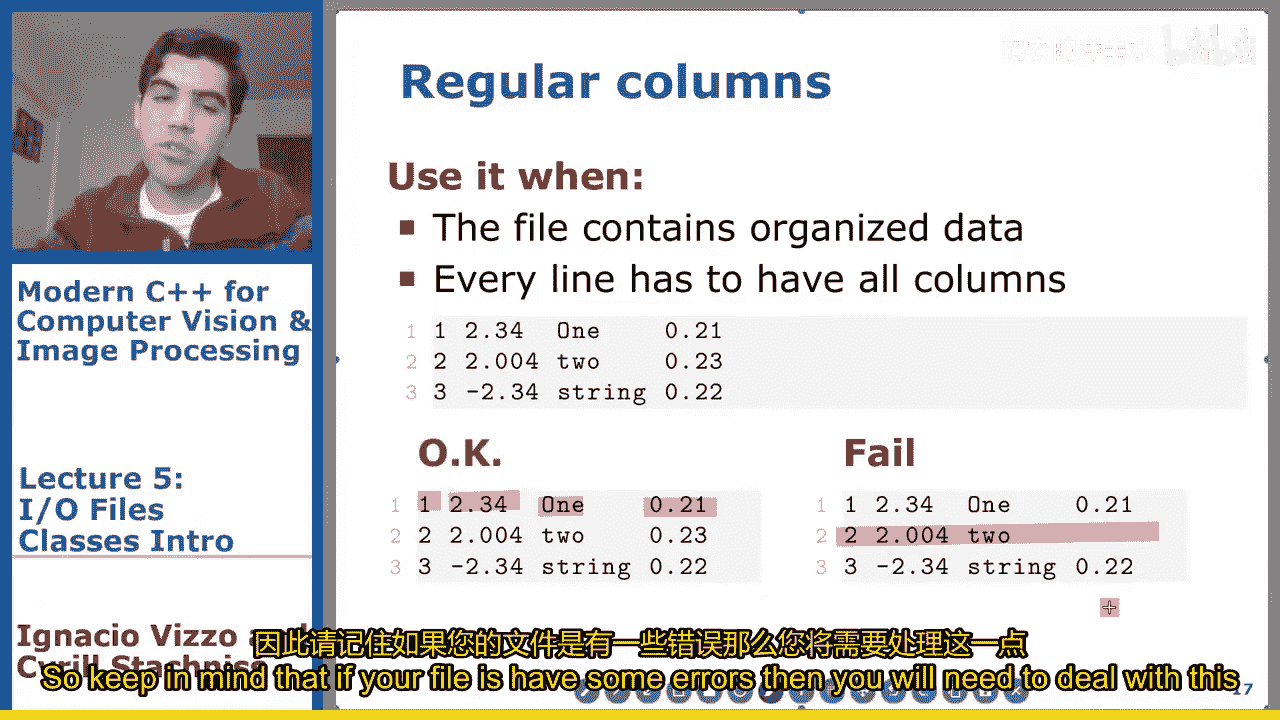 bilibili
Regular columns
Use it when:
The file contains organized data
Every line has to have all columns
1 1 2.34 One 0.21
2 2 2.004 two 0.23
3 3 -2.34 string 0.22
O.K.
1 1 2.34 One 0.21
2 2 2.004 two 0.23
3 3 -2.34 string 0.22
Fail
1 1 2.34 One 0.21
2 2 2.004 two
3 3 -2.34 string 0.22
Modern C++ for
Computer Vision &
Image Processing
Lecture 5:
I/O Files
Classes Intro
Ignacio Vizzo
Cyrill Stachniss
因此请记住如果您的文件是有一些错误那么您将需要处理这一点
So keep in mind that if your file is have some errors then you will need to deal with this
17